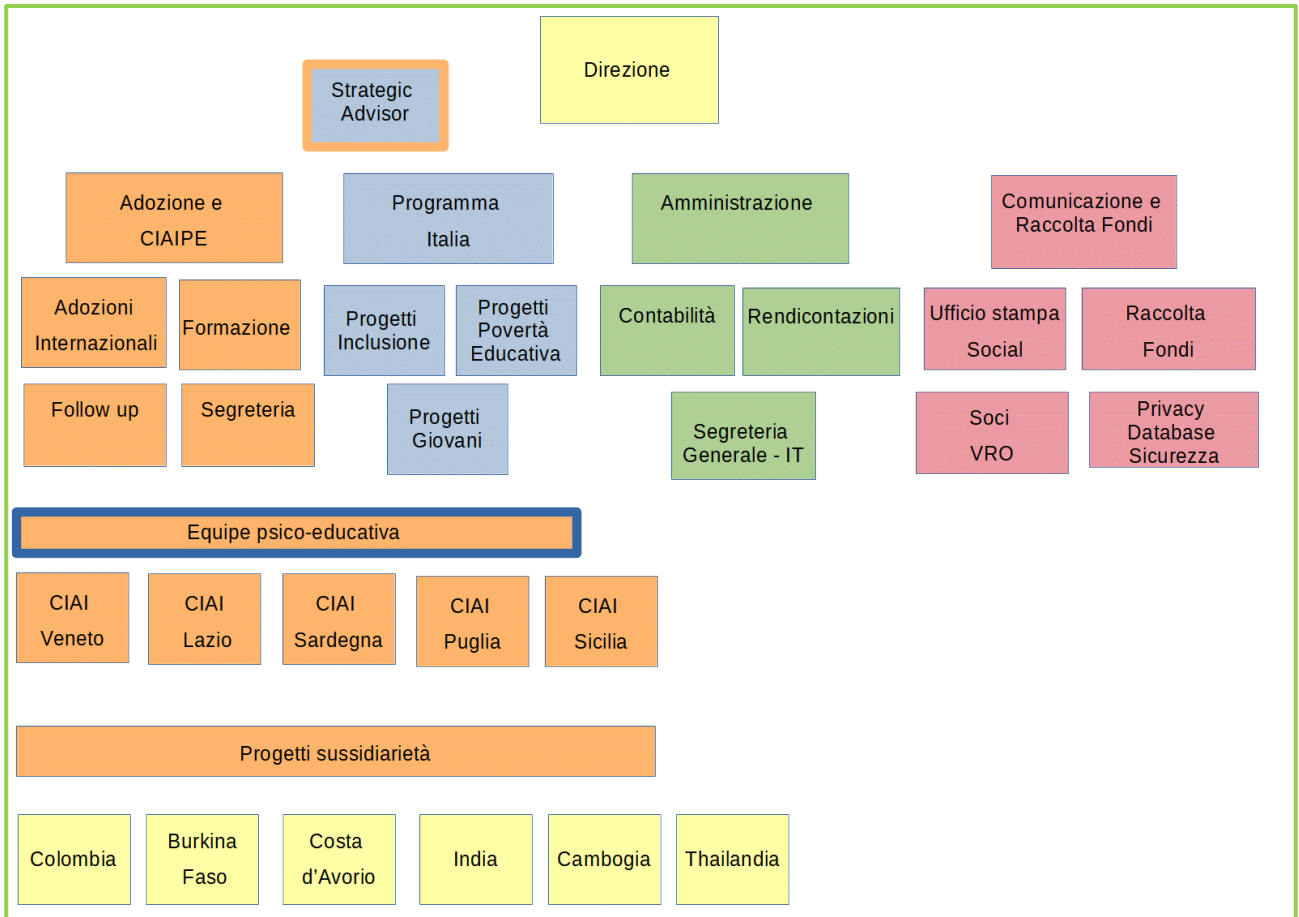 Direzione
Strategic
Advisor
Adozione e
CIAIPE
Programma
Italia
Amministrazione
Comunicazione e
Raccolta Fondi
Adozioni
Internazionali
Formazione
Progetti
Inclusione
Progetti
Povertà
Educativa
Contabilità
Rendicontazioni
Ufficio stampa
Social
Raccolta
Fondi
Follow up
Segreteria
Progetti
Giovani
Segreteria
Generale - IT
Soci
VRO
Privacy
Database
Sicurezza
Equipe psico-educativa
CIAI
Veneto
CIAI
Lazio
CIAI
Sardegna
CIAI
Puglia
CIAI
Sicilia
Progetti sussidiarietà
Colombia
Burkina
Faso
Costa
d’Avorio
India
Cambogia
Thailandia